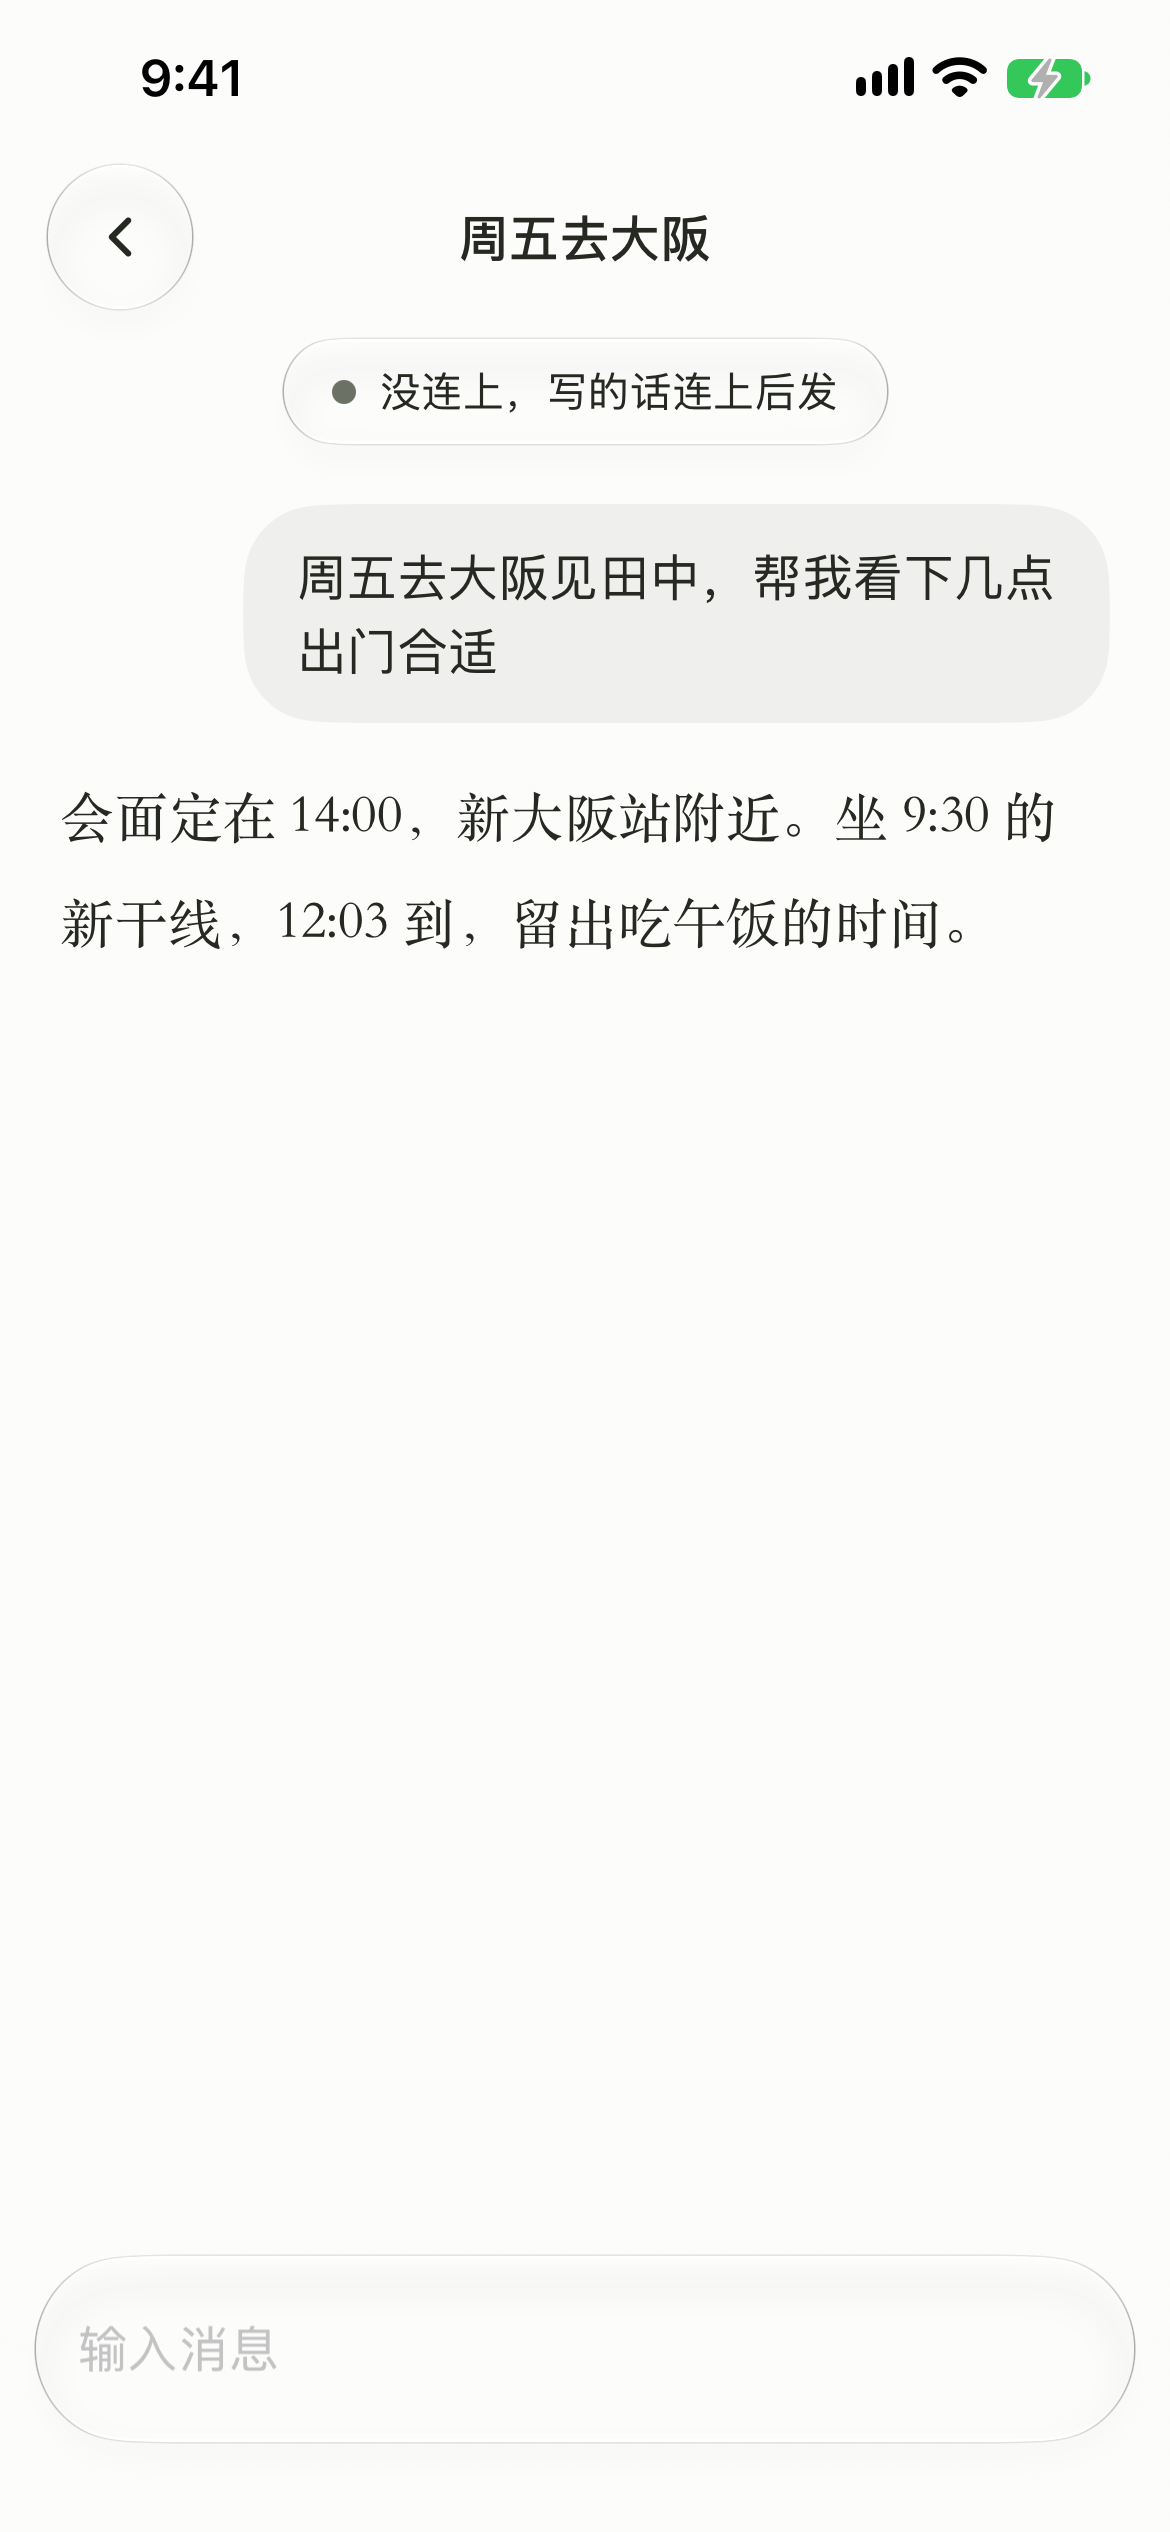 9:41
周五去大阪
没连上，写的话连上后发
周五去大阪见田中，帮我看下几点
出门合适
会面定在 14:00，新大阪站附近。坐 9:30 的
新干线，12:03 到，留出吃午饭的时间。
输入消息